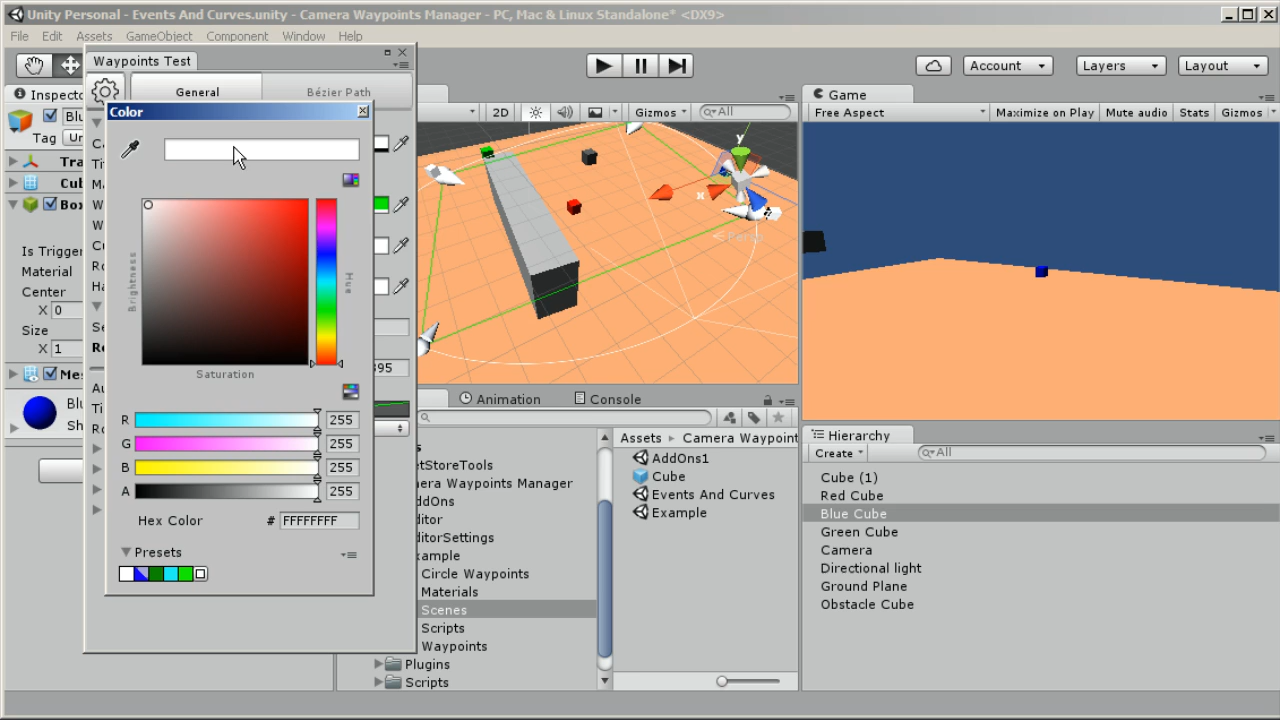 Unity Personal - Events And Curves.unity - Camera Waypoints Manager - PC, Mac & Linux Standalone* <DX9>
File Edit Assets GameObject Component Window Help
Account Layers Layout
Waypoints Test
General Bézier Path
Color
Brightness
Hue
Saturation
R 255
G 255
B 255
A 255
Hex Color # FFFFFFFF
Presets
Tag
Is Trigger
Material
Center
X 0
Size
X 1
2D Gizmos All
y
x
Persp
Game
Free Aspect Maximize on Play Mute audio Stats Gizmos
Animation Console
Assets ▸ Camera Waypoint
AddOns1
Cube
Events And Curves
Example
etStoreTools
era Waypoints Manager
ddOns
ditor
ditorSettings
xample
Circle Waypoints
Materials
Scenes
Scripts
Waypoints
Plugins
Scripts
Hierarchy
Create All
Cube (1)
Red Cube
Blue Cube
Green Cube
Camera
Directional light
Ground Plane
Obstacle Cube